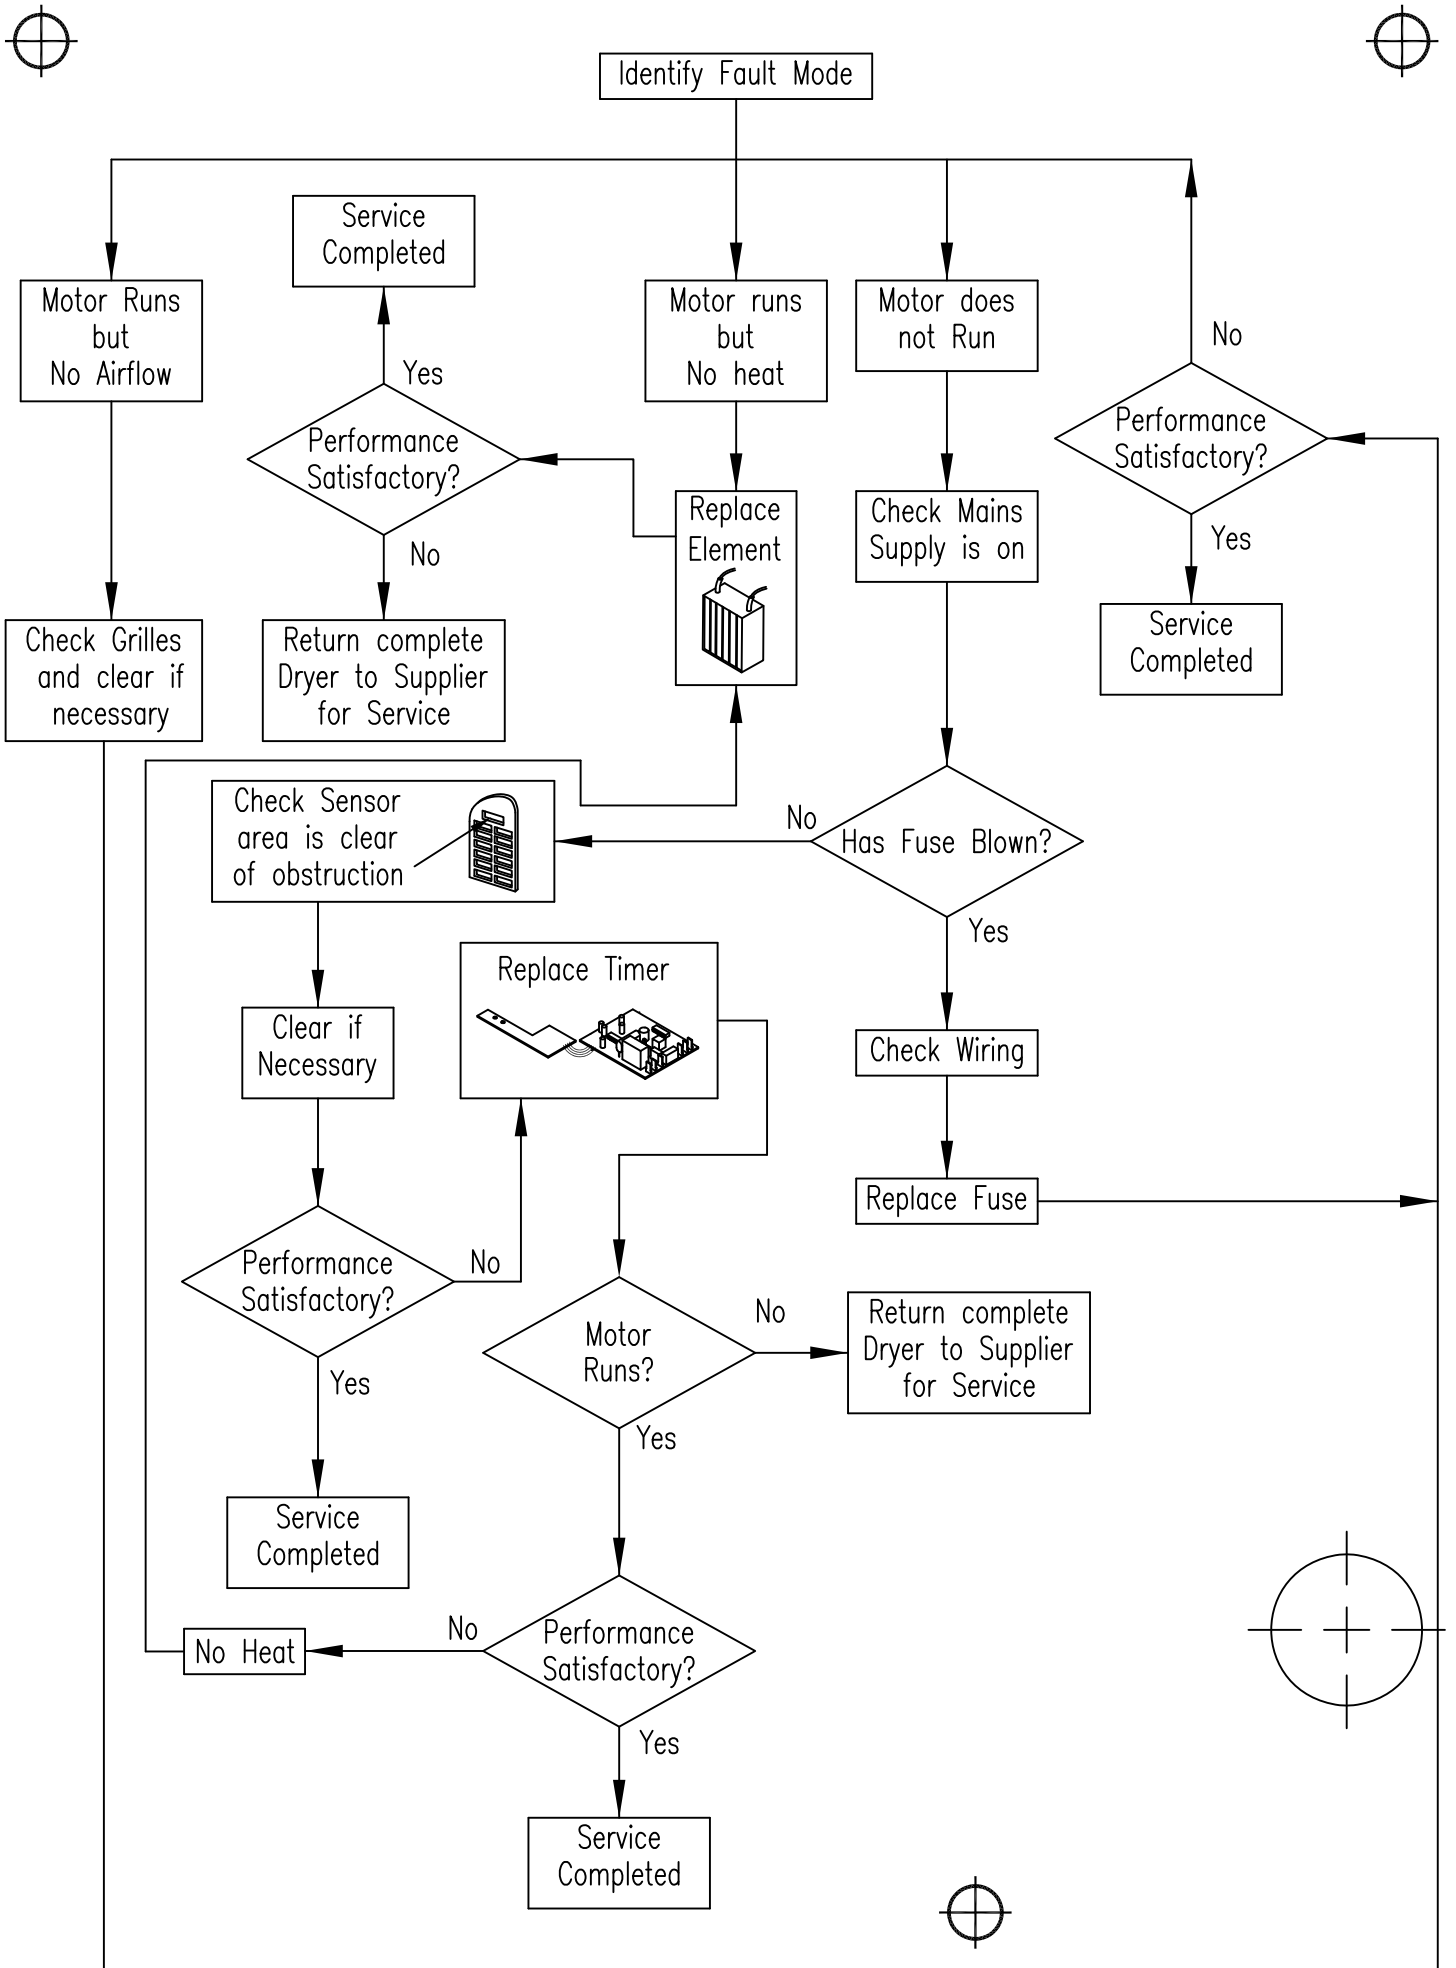 Identify Fault Mode
Service
Completed
Motor Runs
but
No Airflow
Motor runs
but
No heat
Motor does
not Run
No
Yes
Performance
Satisfactory?
Performance
Satisfactory?
No
Yes
Replace
Element
Check Mains
Supply is on
Service
Completed
Check Grilles
and clear if
necessary
Return complete
Dryer to Supplier
for Service
Check Sensor
area is clear
of obstruction
No
Has Fuse Blown?
Yes
Replace Timer
Clear if
Necessary
Check Wiring
Replace Fuse
Performance
Satisfactory?
No
Yes
Motor
Runs?
No
Return complete
Dryer to Supplier
for Service
Yes
Service
Completed
No Heat
No
Performance
Satisfactory?
Yes
Service
Completed